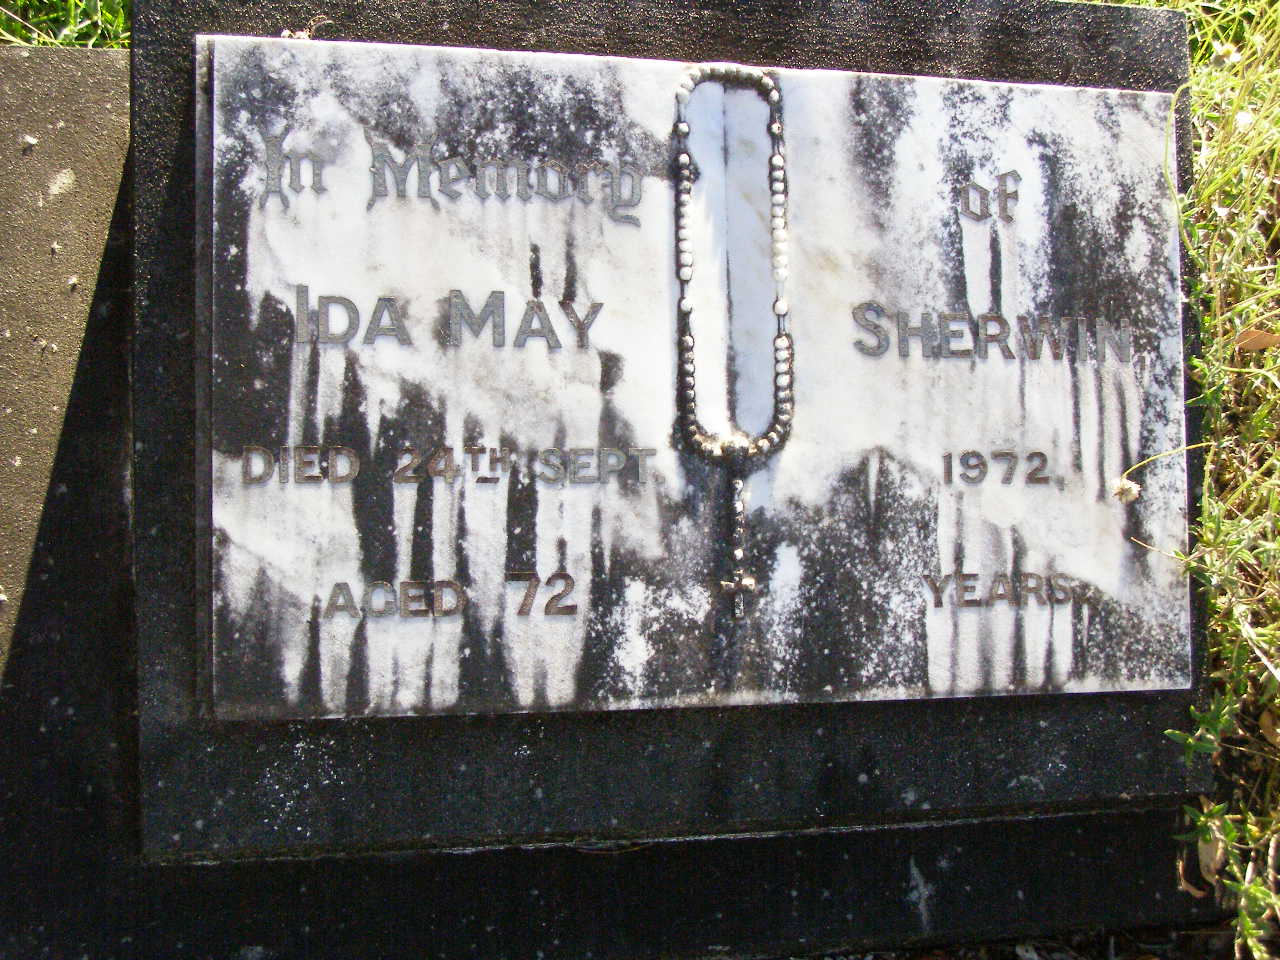 In Memory of
IDA MAY SHERWIN
DIED 24TH SEPT. 1972.
AGED 72 YEARS